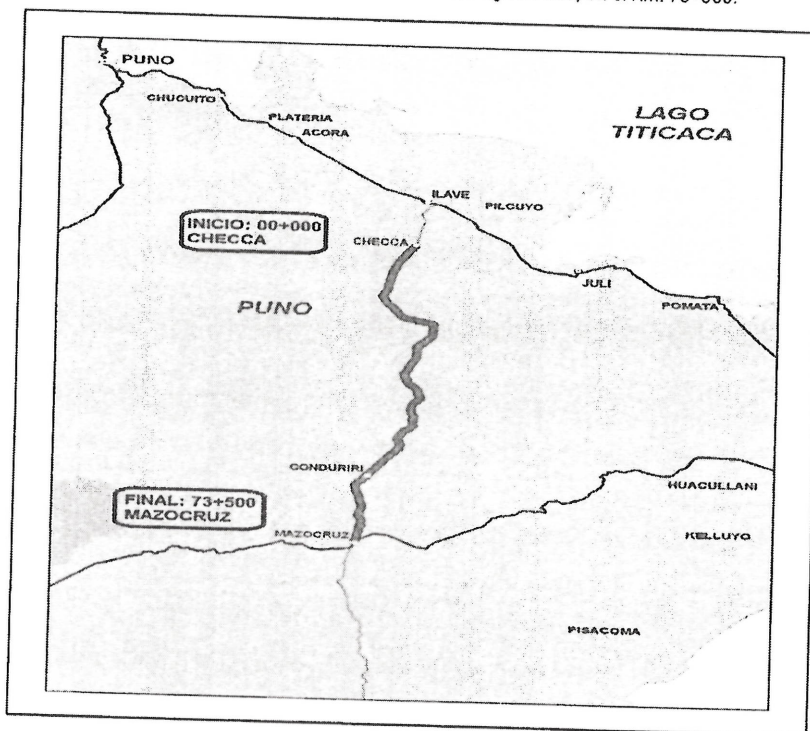 PUNO
CHUCUITO
PLATERIA
ACORA
LAGO
TITICACA
ILAVE
PILCUYO
INICIO: 00+000
CHECCA
CHECCA
JULI
PUNO
POMATA
CONDURIRI
HUACULLANI
FINAL: 73+500
MAZOCRUZ
MAZOCRUZ
KELLUYO
PISACOMA